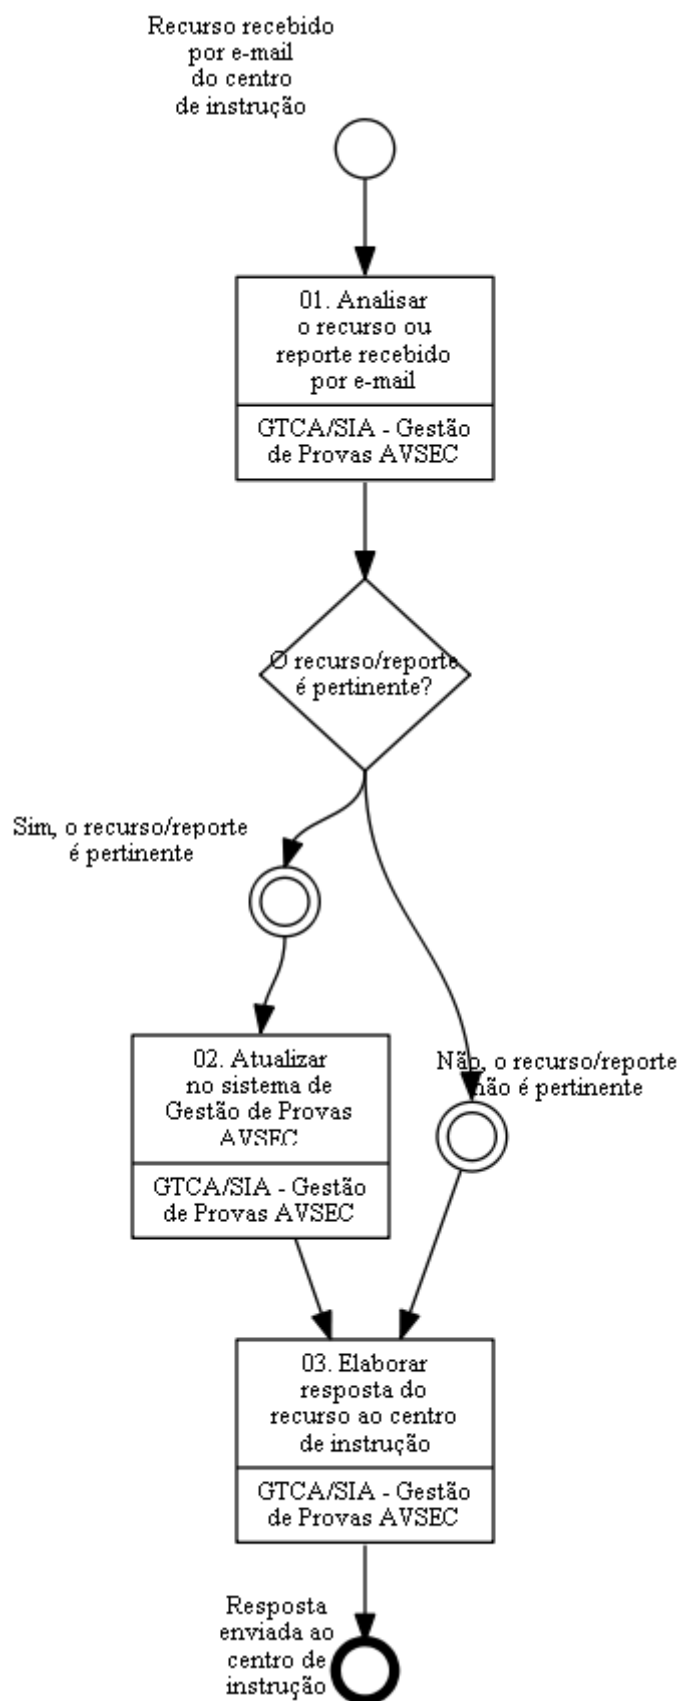 Recurso recebido
por e-mail
do centro
de instrução
01. Analisar
o recurso ou
reporte recebido
por e-mail
GTCA/SIA - Gestão
de Provas AVSEC
O recurso/reporte
é pertinente?
Sim, o recurso/reporte
é pertinente
02. Atualizar
no sistema de
Gestão de Provas
AVSEC
GTCA/SIA - Gestão
de Provas AVSEC
Não, o recurso/reporte
não é pertinente
03. Elaborar
resposta do
recurso ao centro
de instrução
GTCA/SIA - Gestão
de Provas AVSEC
Resposta
enviada ao
centro de
instrução